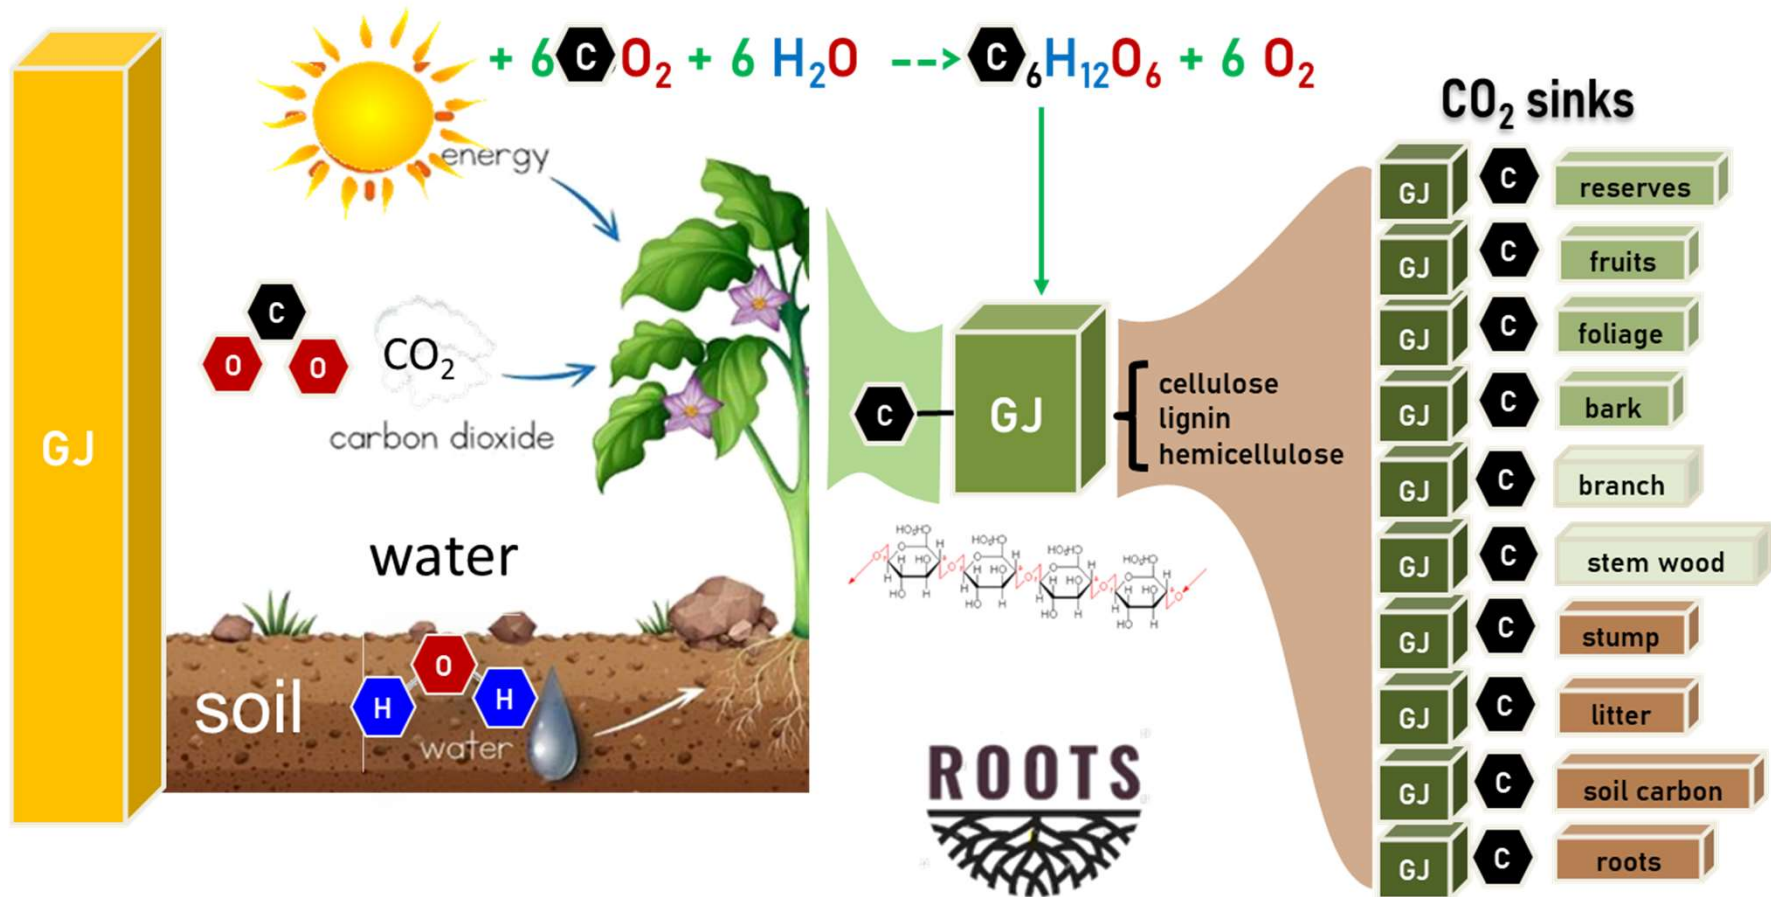 + 6 C O2 + 6 H2O --> C6H12O6 + 6 O2
CO2 sinks
GJ
energy
C
O O
CO2
carbon dioxide
water
soil
H O H
water
C
GJ
cellulose
lignin
hemicellulose
ROOTS
GJ C reserves
GJ C fruits
GJ C foliage
GJ C bark
GJ C branch
GJ C stem wood
GJ C stump
GJ C litter
GJ C soil carbon
GJ C roots